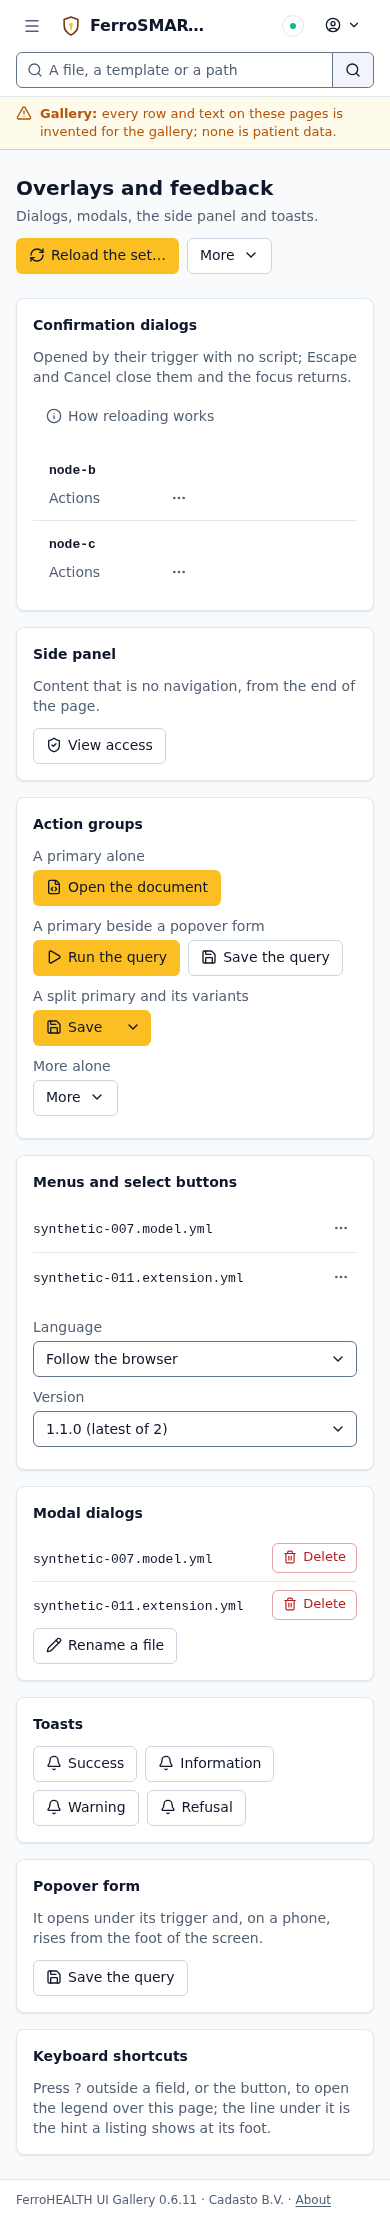 FerroSMAR…
A file, a template or a path
Gallery: every row and text on these pages is
invented for the gallery; none is patient data.
Overlays and feedback
Dialogs, modals, the side panel and toasts.
Reload the set… More
Confirmation dialogs
Opened by their trigger with no script; Escape
and Cancel close them and the focus returns.
How reloading works
node-b
Actions
node-c
Actions
Side panel
Content that is no navigation, from the end of
the page.
View access
Action groups
A primary alone
Open the document
A primary beside a popover form
Run the query Save the query
A split primary and its variants
Save
More alone
More
Menus and select buttons
synthetic-007.model.yml
synthetic-011.extension.yml
Language
Follow the browser
Version
1.1.0 (latest of 2)
Modal dialogs
synthetic-007.model.yml Delete
synthetic-011.extension.yml Delete
Rename a file
Toasts
Success Information
Warning Refusal
Popover form
It opens under its trigger and, on a phone,
rises from the foot of the screen.
Save the query
Keyboard shortcuts
Press ? outside a field, or the button, to open
the legend over this page; the line under it is
the hint a listing shows at its foot.
FerroHEALTH UI Gallery 0.6.11 · Cadasto B.V. · About